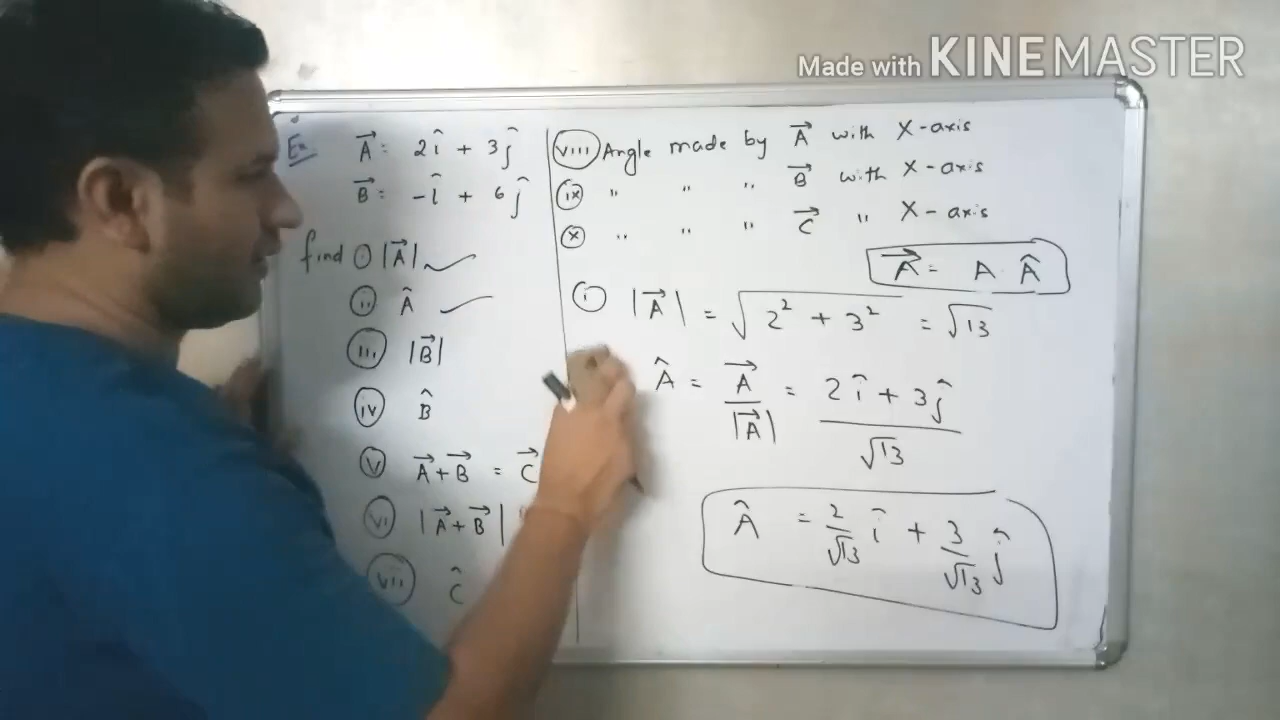 Made with KINEMASTER
Ex. A⃗ = 2î + 3ĵ
B⃗ = -î + 6ĵ
find (i) |A⃗| ✓
(ii) Â ✓
(iii) |B⃗|
(iv) B̂
(v) A⃗+B⃗ = C⃗
(vi) |A⃗+B⃗|
(vii) Ĉ
(viii) Angle made by A⃗ with X-axis
(ix) " " " B⃗ with X-axis
(x) " " " C⃗ " X-axis
A⃗ = A Â
(i) |A⃗| = √(2² + 3²) = √13
Â = A⃗/|A⃗| = (2î + 3ĵ)/√13
Â = 2/√13 î + 3/√13 ĵ